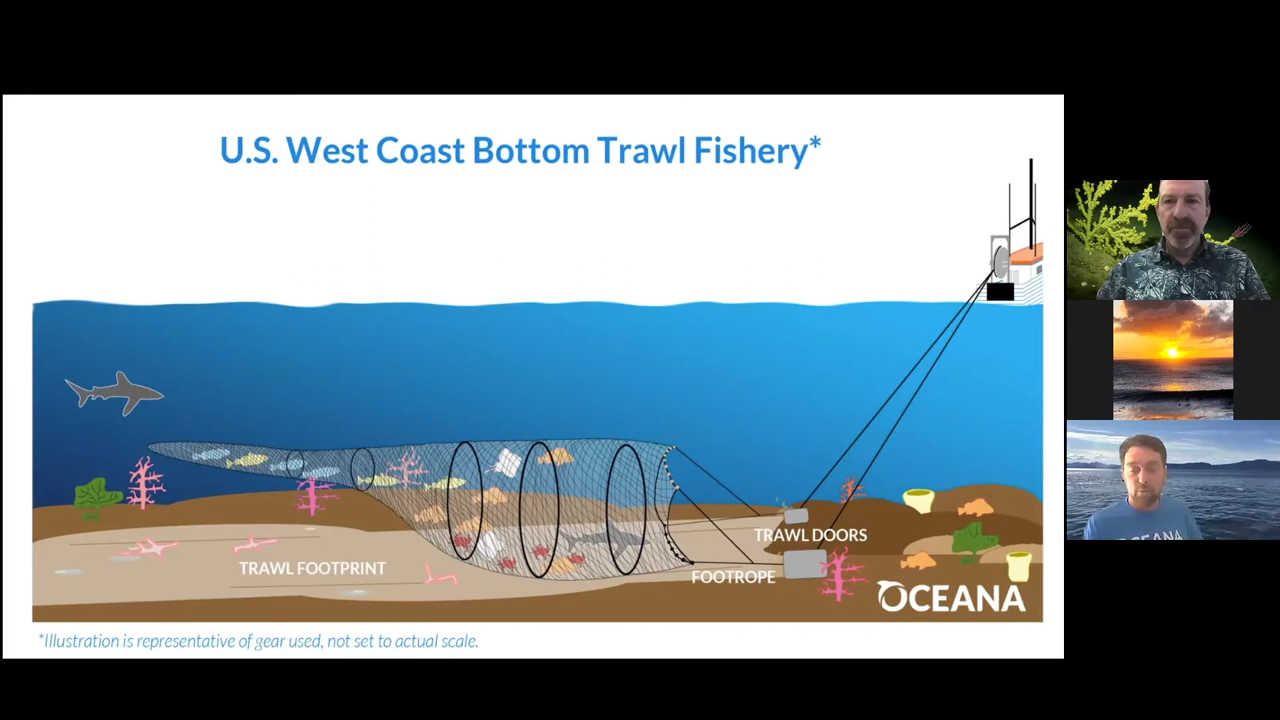 U.S. West Coast Bottom Trawl Fishery*
TRAWL DOORS
TRAWL FOOTPRINT
FOOTROPE
OCEANA
*Illustration is representative of gear used, not set to actual scale.
OCEANA